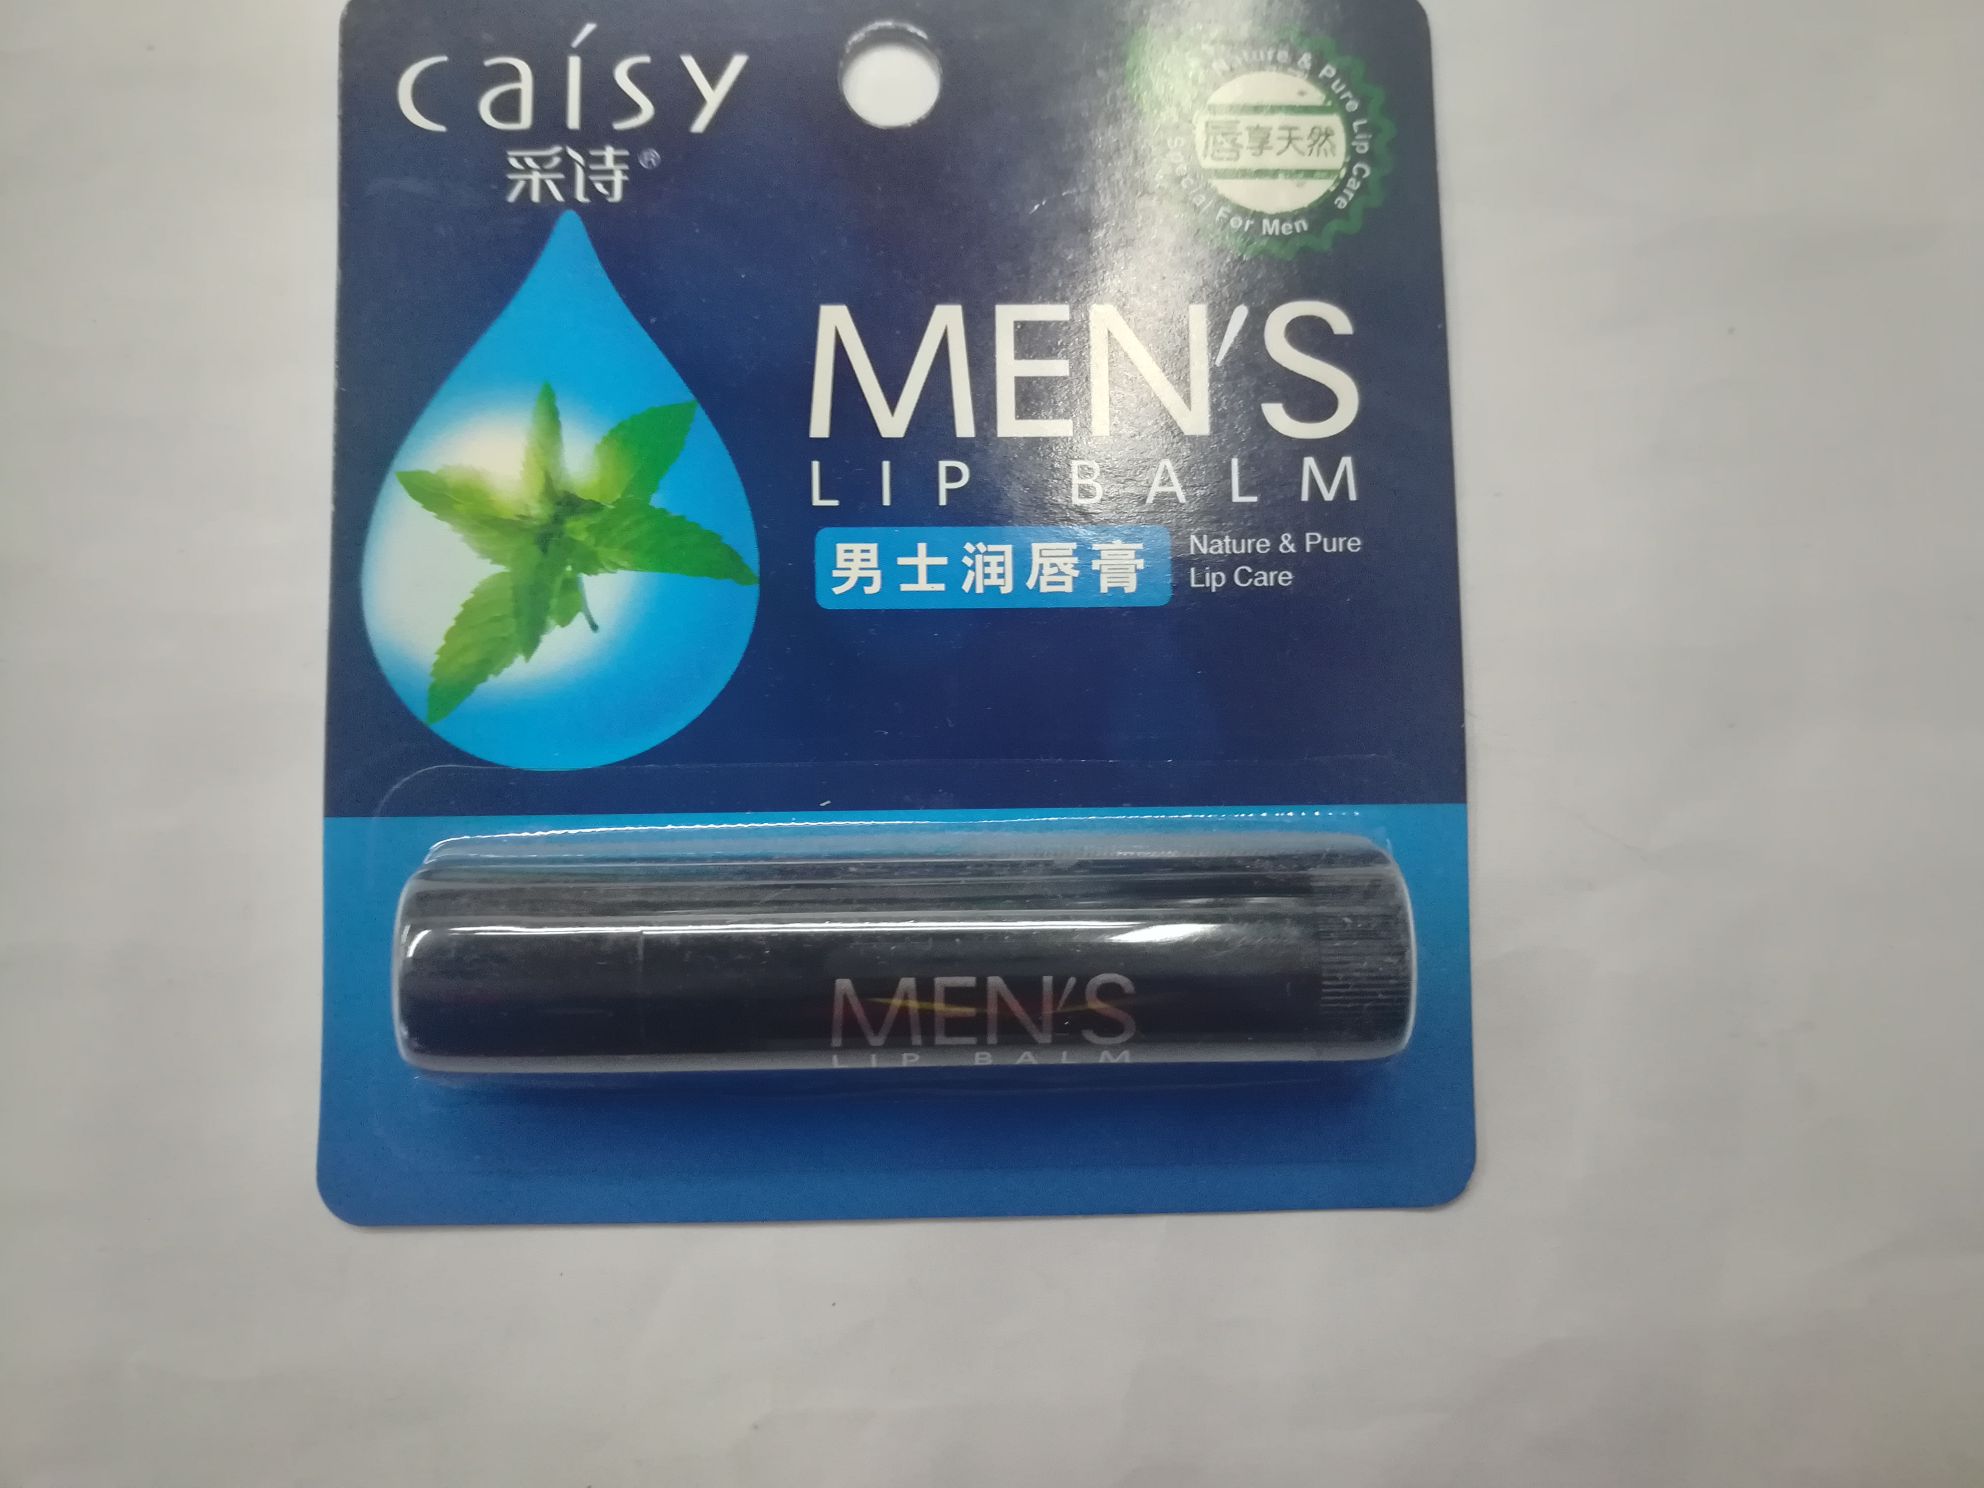 caísy
采诗®
Nature & Pure Lip Care
唇享天然
Special For Men
MEN'S
LIP BALM
男士润唇膏
Nature & Pure
Lip Care
MEN'S
LIP BALM